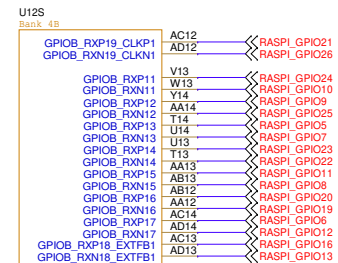 U12S
Bank 4B
GPIOB_RXP19_CLKP1 AC12 RASPI_GPIO21
GPIOB_RXN19_CLKN1 AD12 RASPI_GPIO26
GPIOB_RXP11 V13 RASPI_GPIO24
GPIOB_RXN11 W13 RASPI_GPIO10
GPIOB_RXP12 Y14 RASPI_GPIO9
GPIOB_RXN12 AA14 RASPI_GPIO25
GPIOB_RXP13 T14 RASPI_GPIO5
GPIOB_RXN13 U14 RASPI_GPIO7
GPIOB_RXP14 U13 RASPI_GPIO23
GPIOB_RXN14 T13 RASPI_GPIO22
GPIOB_RXP15 AA13 RASPI_GPIO11
GPIOB_RXN15 AB13 RASPI_GPIO8
GPIOB_RXP16 AB12 RASPI_GPIO20
GPIOB_RXN16 AA12 RASPI_GPIO19
GPIOB_RXP17 AC14 RASPI_GPIO6
GPIOB_RXN17 AD14 RASPI_GPIO12
GPIOB_RXP18_EXTFB1 AC13 RASPI_GPIO16
GPIOB_RXN18_EXTFB1 AD13 RASPI_GPIO13